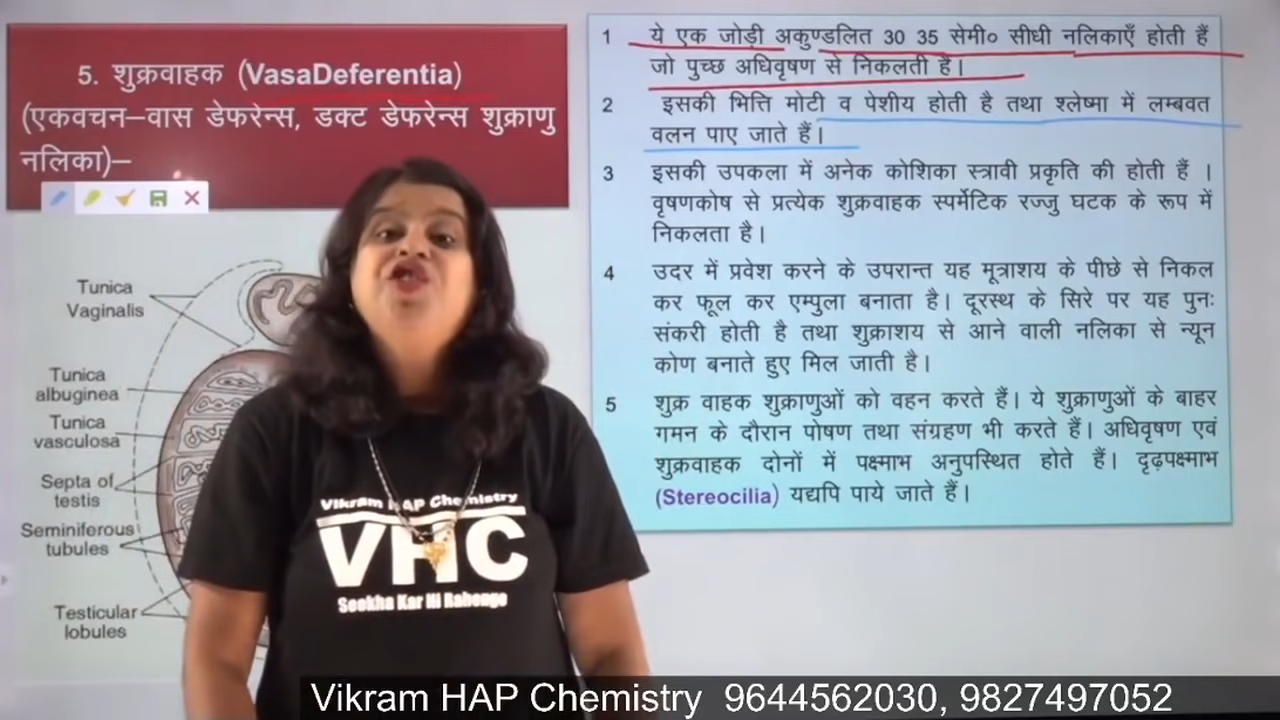 5. शुक्रवाहक (VasaDeferentia)
(एकवचन–वास डेफरेन्स, डक्ट डेफरेन्स शुक्राणु
नलिका)–
Tunica
Vaginalis
Tunica
albuginea
Tunica
vasculosa
Septa of
testis
Seminiferous
tubules
Testicular
lobules
1 ये एक जोड़ी अकुण्डलित 30 35 सेमी० सीधी नलिकाएँ होती हैं
जो पुच्छ अधिवृषण से निकलती हैं।
2 इसकी भित्ति मोटी व पेशीय होती है तथा श्लेष्मा में लम्बवत
वलन पाए जाते हैं।
3 इसकी उपकला में अनेक कोशिका स्त्रावी प्रकृति की होती हैं ।
वृषणकोष से प्रत्येक शुक्रवाहक स्पर्मेटिक रज्जु घटक के रूप में
निकलता है।
4 उदर में प्रवेश करने के उपरान्त यह मूत्राशय के पीछे से निकल
कर फूल कर एम्पुला बनाता है। दूरस्थ के सिरे पर यह पुनः
संकरी होती है तथा शुक्राशय से आने वाली नलिका से न्यून
कोण बनाते हुए मिल जाती है।
5 शुक्र वाहक शुक्राणुओं को वहन करते हैं। ये शुक्राणुओं के बाहर
गमन के दौरान पोषण तथा संग्रहण भी करते हैं। अधिवृषण एवं
शुक्रवाहक दोनों में पक्ष्माभ अनुपस्थित होते हैं। दृढ़पक्ष्माभ
(Stereocilia) यद्यपि पाये जाते हैं।
Vikram HAP Chemistry
VHC
Seekha Kar Hi Rahenge
Vikram HAP Chemistry 9644562030, 9827497052